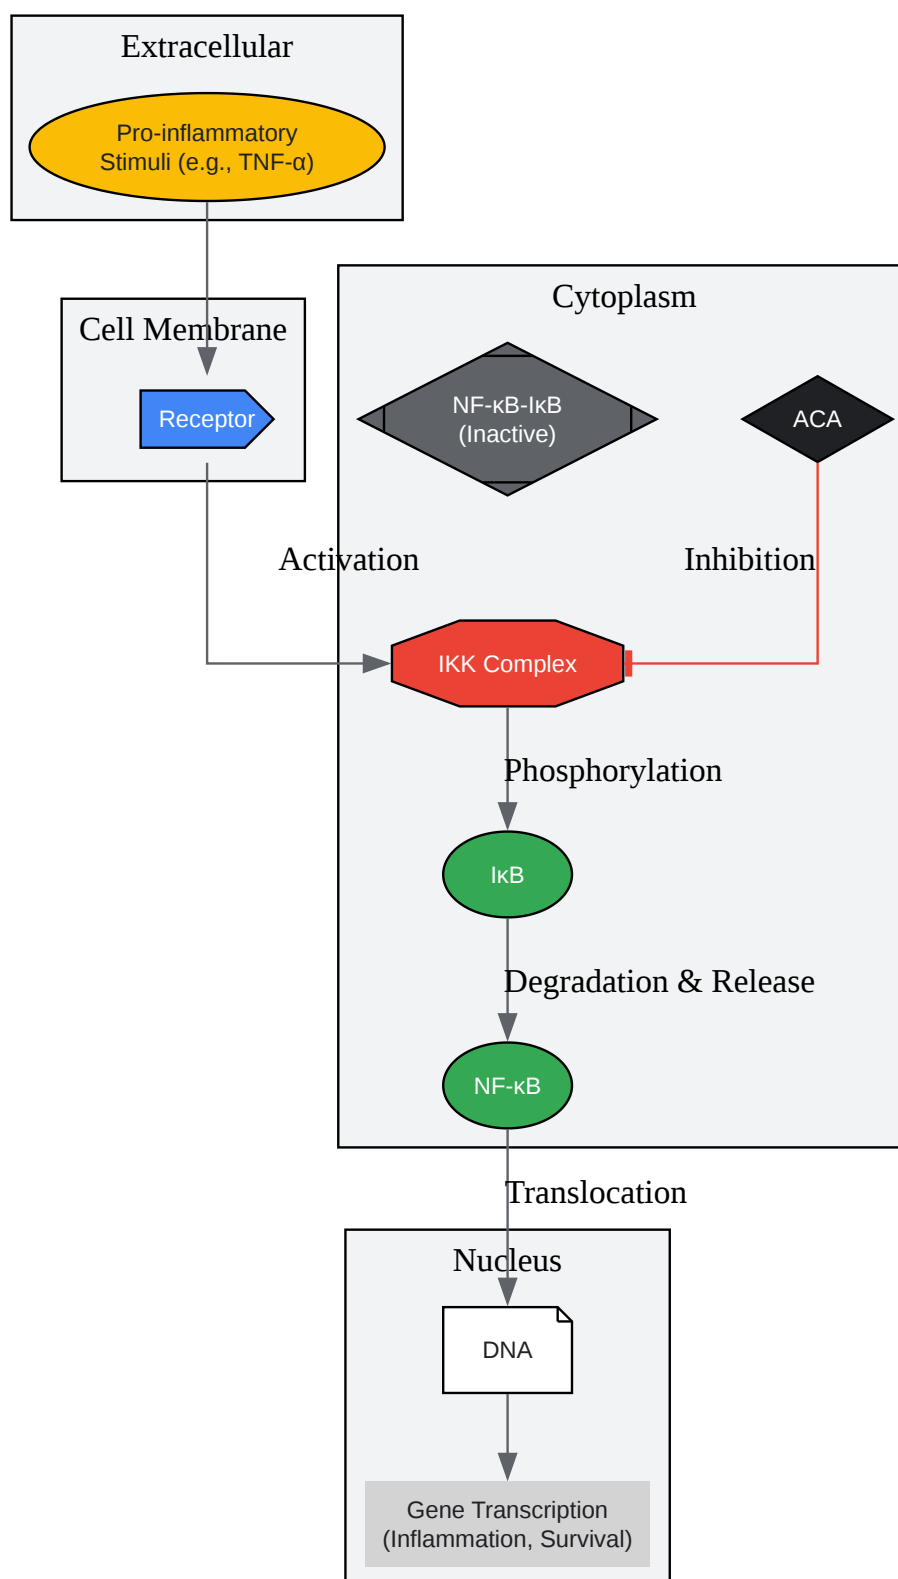 Extracellular
Pro-inflammatory
Stimuli (e.g., TNF-α)
Cytoplasm
Cell Membrane
NF-κB-IκB
(Inactive)
ACA
Receptor
Activation
Inhibition
IKK Complex
Phosphorylation
IκB
Degradation & Release
NF-κB
Translocation
Nucleus
DNA
Gene Transcription
(Inflammation, Survival)